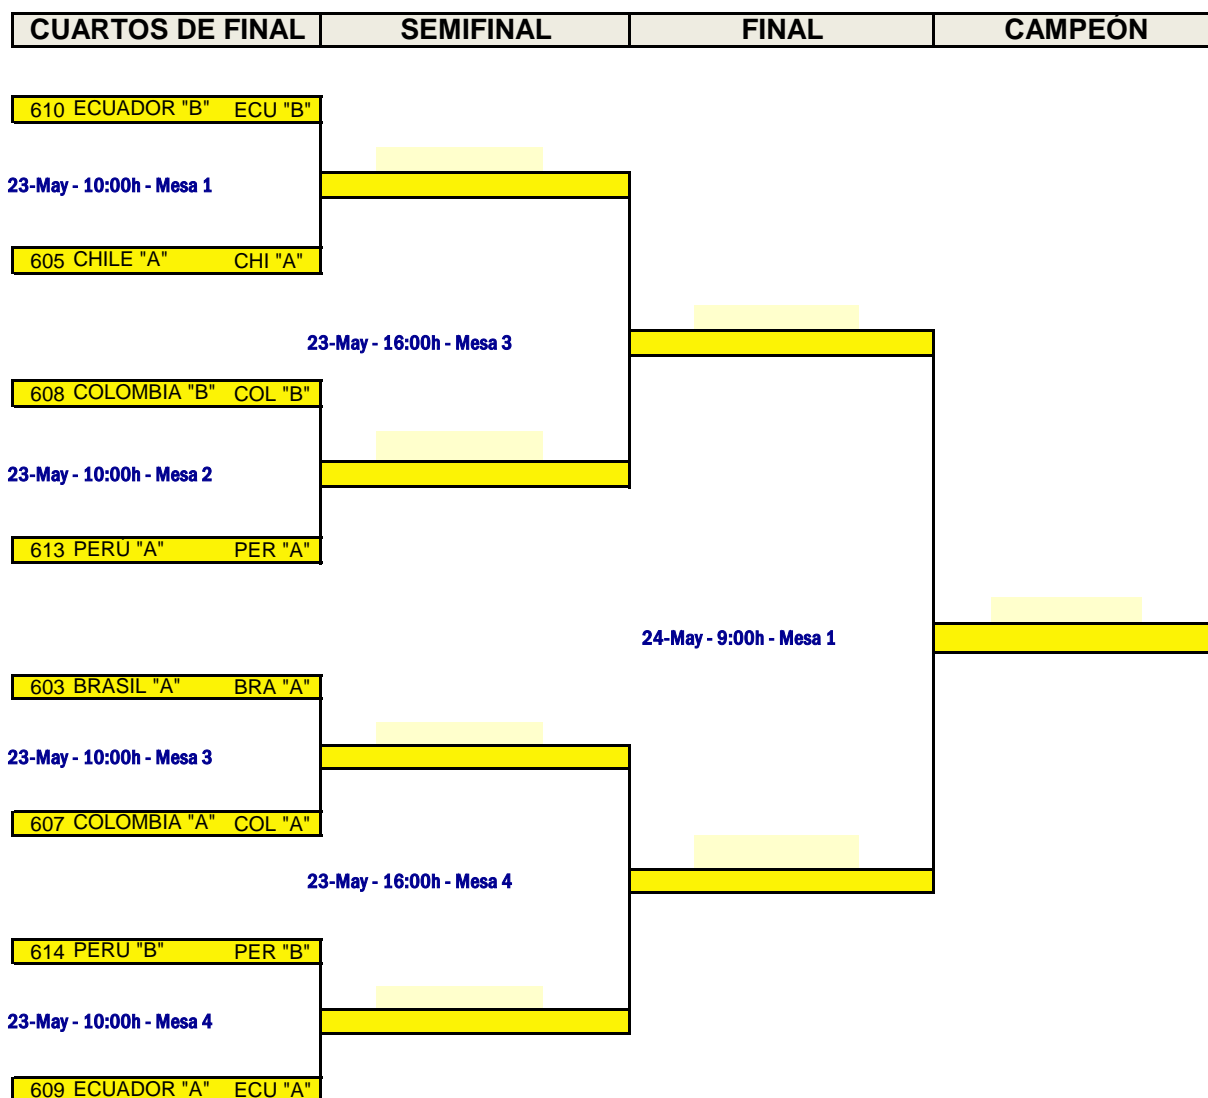 CUARTOS DE FINAL SEMIFINAL FINAL CAMPEÓN
610 ECUADOR "B" ECU "B"
23-May - 10:00h - Mesa 1
605 CHILE "A" CHI "A"
23-May - 16:00h - Mesa 3
608 COLOMBIA "B" COL "B"
23-May - 10:00h - Mesa 2
613 PERÚ "A" PER "A"
24-May - 9:00h - Mesa 1
603 BRASIL "A" BRA "A"
23-May - 10:00h - Mesa 3
607 COLOMBIA "A" COL "A"
23-May - 16:00h - Mesa 4
614 PERU "B" PER "B"
23-May - 10:00h - Mesa 4
609 ECUADOR "A" ECU "A"